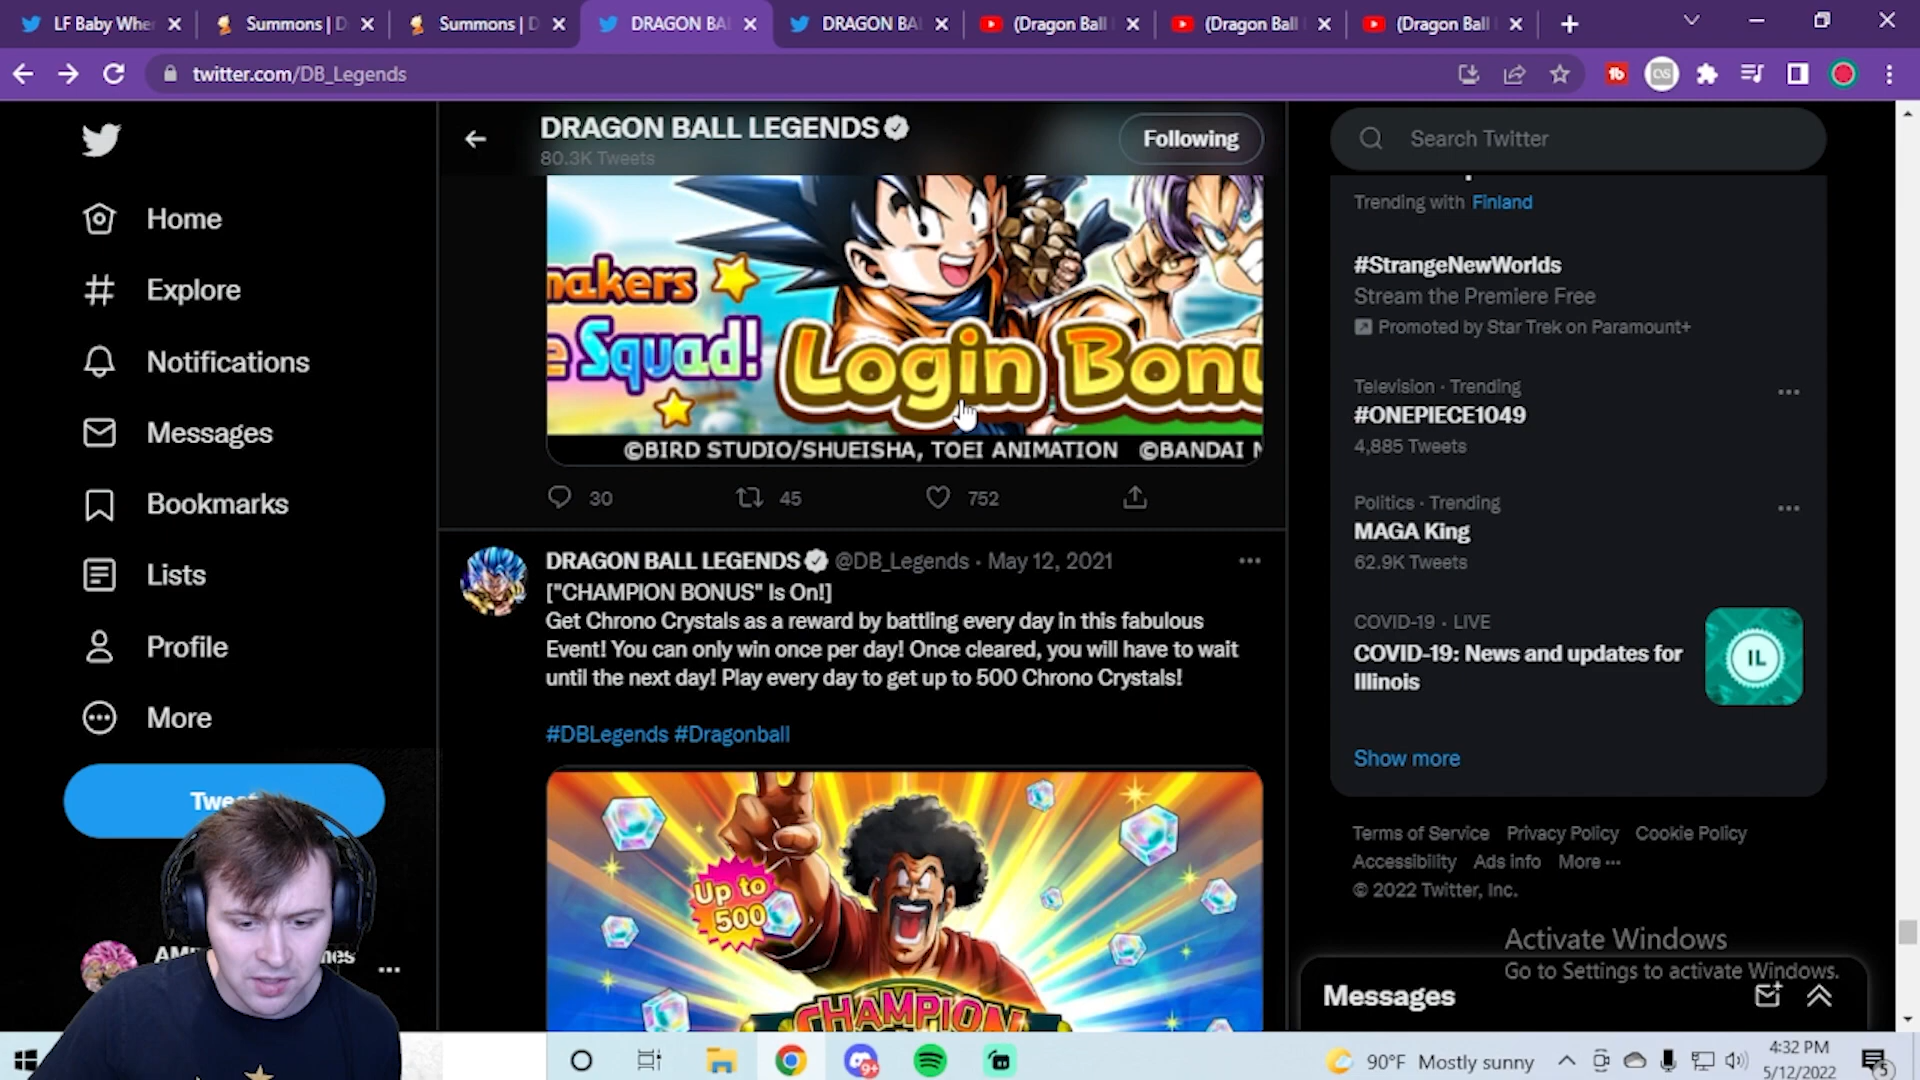 LF Baby Whe
Summons | D
Summons | D
DRAGON BA
DRAGON BA
(Dragon Ball
(Dragon Ball
(Dragon Ball
twitter.com/DB_Legends
DRAGON BALL LEGENDS
80.3K Tweets
Following
Search Twitter
Home
Explore
Notifications
Messages
Bookmarks
Lists
Profile
More
Twee
makers
e Squad!
Login Bonu
©BIRD STUDIO/SHUEISHA, TOEI ANIMATION ©BANDAI N
30 45 752
DRAGON BALL LEGENDS @DB_Legends · May 12, 2021
["CHAMPION BONUS" Is On!]
Get Chrono Crystals as a reward by battling every day in this fabulous
Event! You can only win once per day! Once cleared, you will have to wait
until the next day! Play every day to get up to 500 Chrono Crystals!
#DBLegends #Dragonball
Up to
500
CHAMPION
Trending with Finland
#StrangeNewWorlds
Stream the Premiere Free
Promoted by Star Trek on Paramount+
Television · Trending
#ONEPIECE1049
4,885 Tweets
Politics · Trending
MAGA King
62.9K Tweets
COVID-19 · LIVE
COVID-19: News and updates for
Illinois
IL
Show more
Terms of Service Privacy Policy Cookie Policy
Accessibility Ads info More
© 2022 Twitter, Inc.
Activate Windows
Go to Settings to activate Windows.
Messages
9+
90°F Mostly sunny
4:32 PM
5/12/2022
5